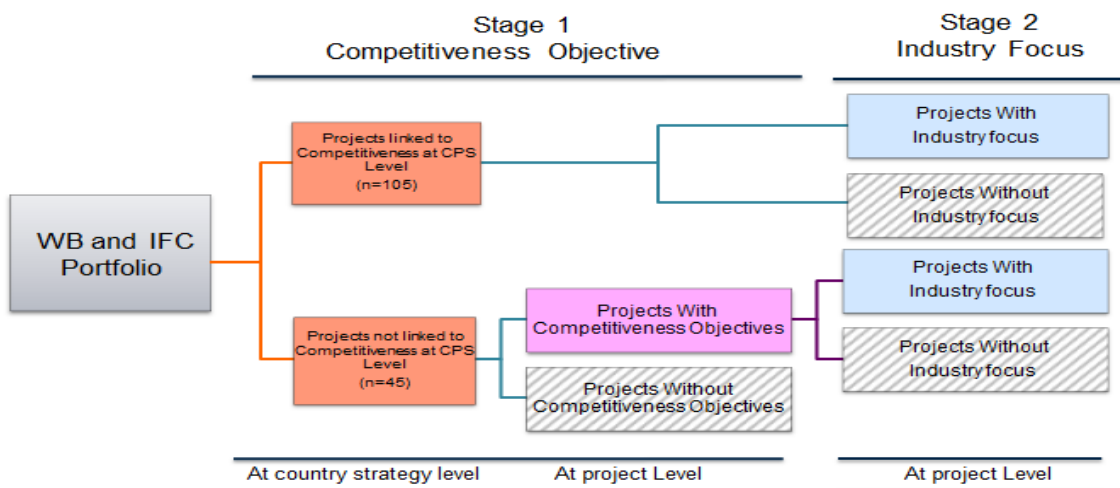 Stage 1
Competitiveness Objective
Stage 2
Industry Focus
WB and IFC
Portfolio
Projects linked to
Competitiveness at CPS
Level
(n=105)
Projects not linked to
Competitiveness at CPS
Level
(n=45)
Projects With
Competitiveness Objectives
Projects Without
Competitiveness Objectives
Projects With
Industry focus
Projects Without
Industry focus
Projects With
Industry focus
Projects Without
Industry focus
At country strategy level
At project Level
At project Level